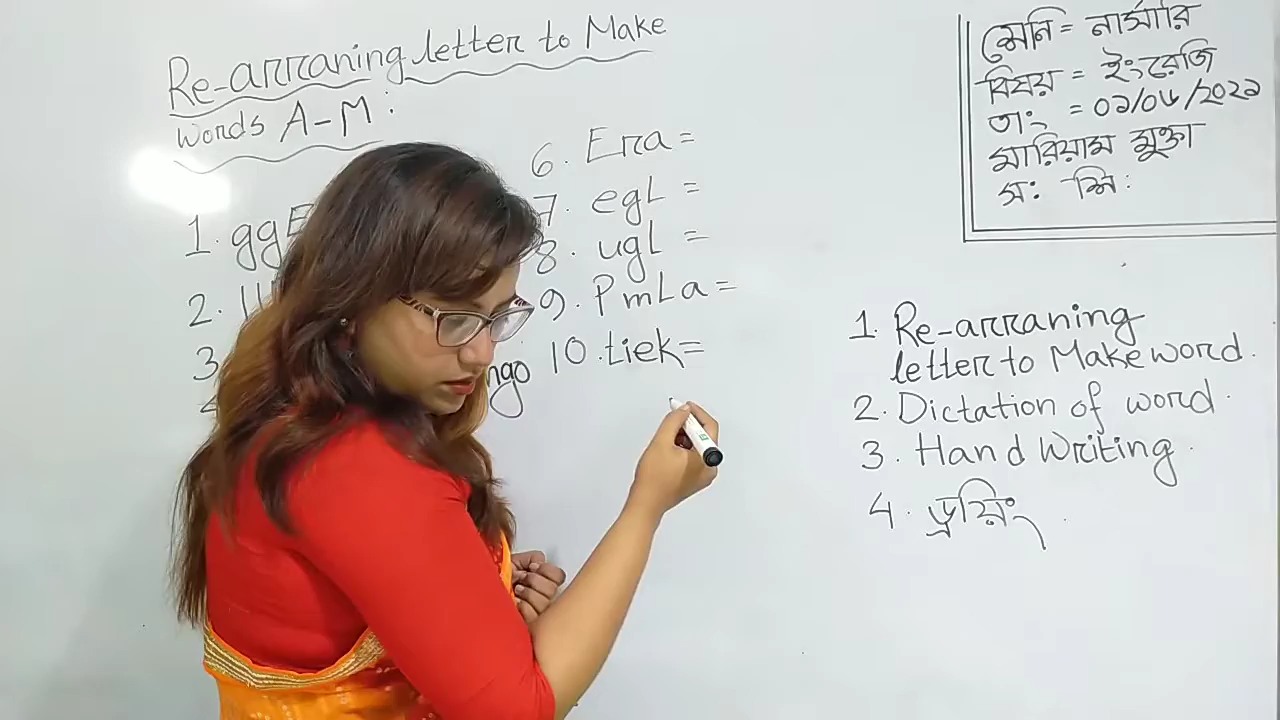 Re-arraning letter to Make
words A-M:
1. ggE
2.
3
6. Era=
7. egL =
8. ugL =
9. PmLa=
ngo
10. tiek=
শ্রেনি= নার্সারি
বিষয় = ইংরেজি
তাং = ০১/০৬/২০২১
মারিয়াম মুক্তা
স: শি:
1. Re-arraning
letter to Make word.
2. Dictation of word.
3. Hand Writing.
4. ড্রয়িং